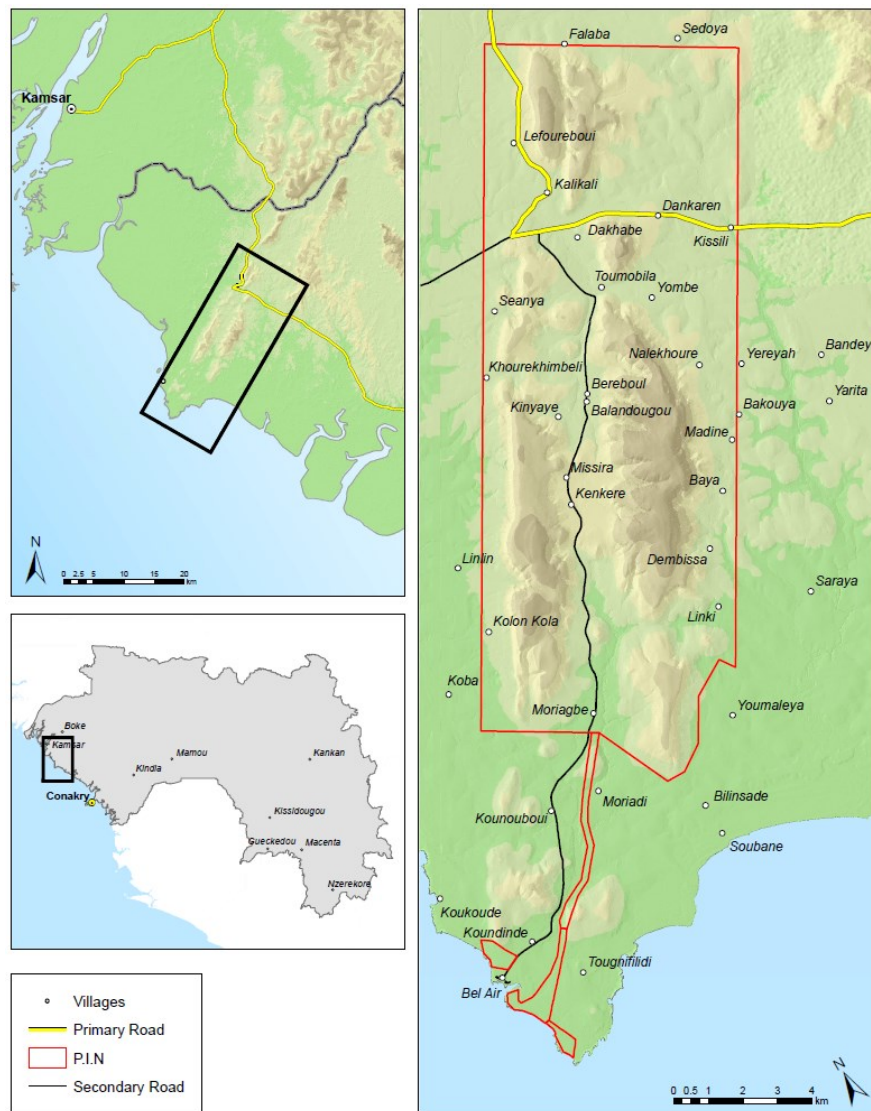 Kamsar
N
0 2.5 5 10 15 20
km
Boke
Kamsar
Kindia
Mamou
Kankan
Conakry
Kissidougou
Gueckedou
Macenta
Nzerekore
Villages
Primary Road
P.I.N
Secondary Road
Falaba
Sedoya
Lefoureboui
Kalikali
Dankaren
Kissili
Dakhabe
Toumobila
Yombe
Seanya
Nalekhoure
Yereyah
Bandey
Khourekhimbeli
Bereboul
Yarita
Kinyaye
Balandougou
Bakouya
Madine
Missira
Kenkere
Baya
Linlin
Dembissa
Saraya
Linki
Kolon Kola
Koba
Moriagbe
Youmaleya
Moriadi
Bilinsade
Kounouboui
Soubane
Koukoude
Koundinde
Tougnifilidi
Bel Air
0 0.5 1 2 3 4
km
N